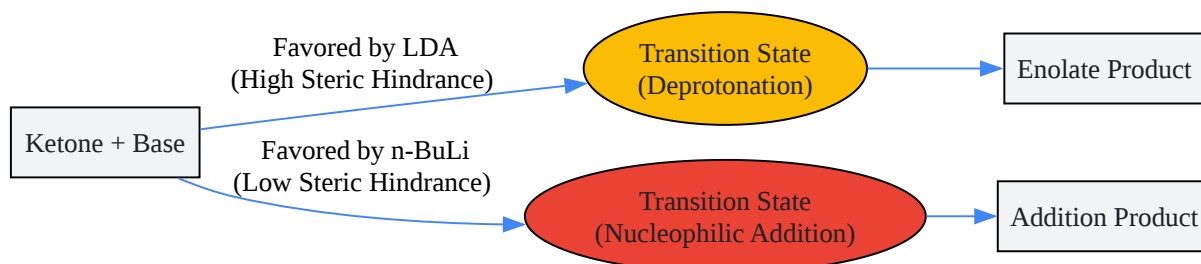 Favored by LDA
(High Steric Hindrance)
Transition State
(Deprotonation)
Enolate Product
Ketone + Base
Favored by n-BuLi
(Low Steric Hindrance)
Transition State
(Nucleophilic Addition)
Addition Product